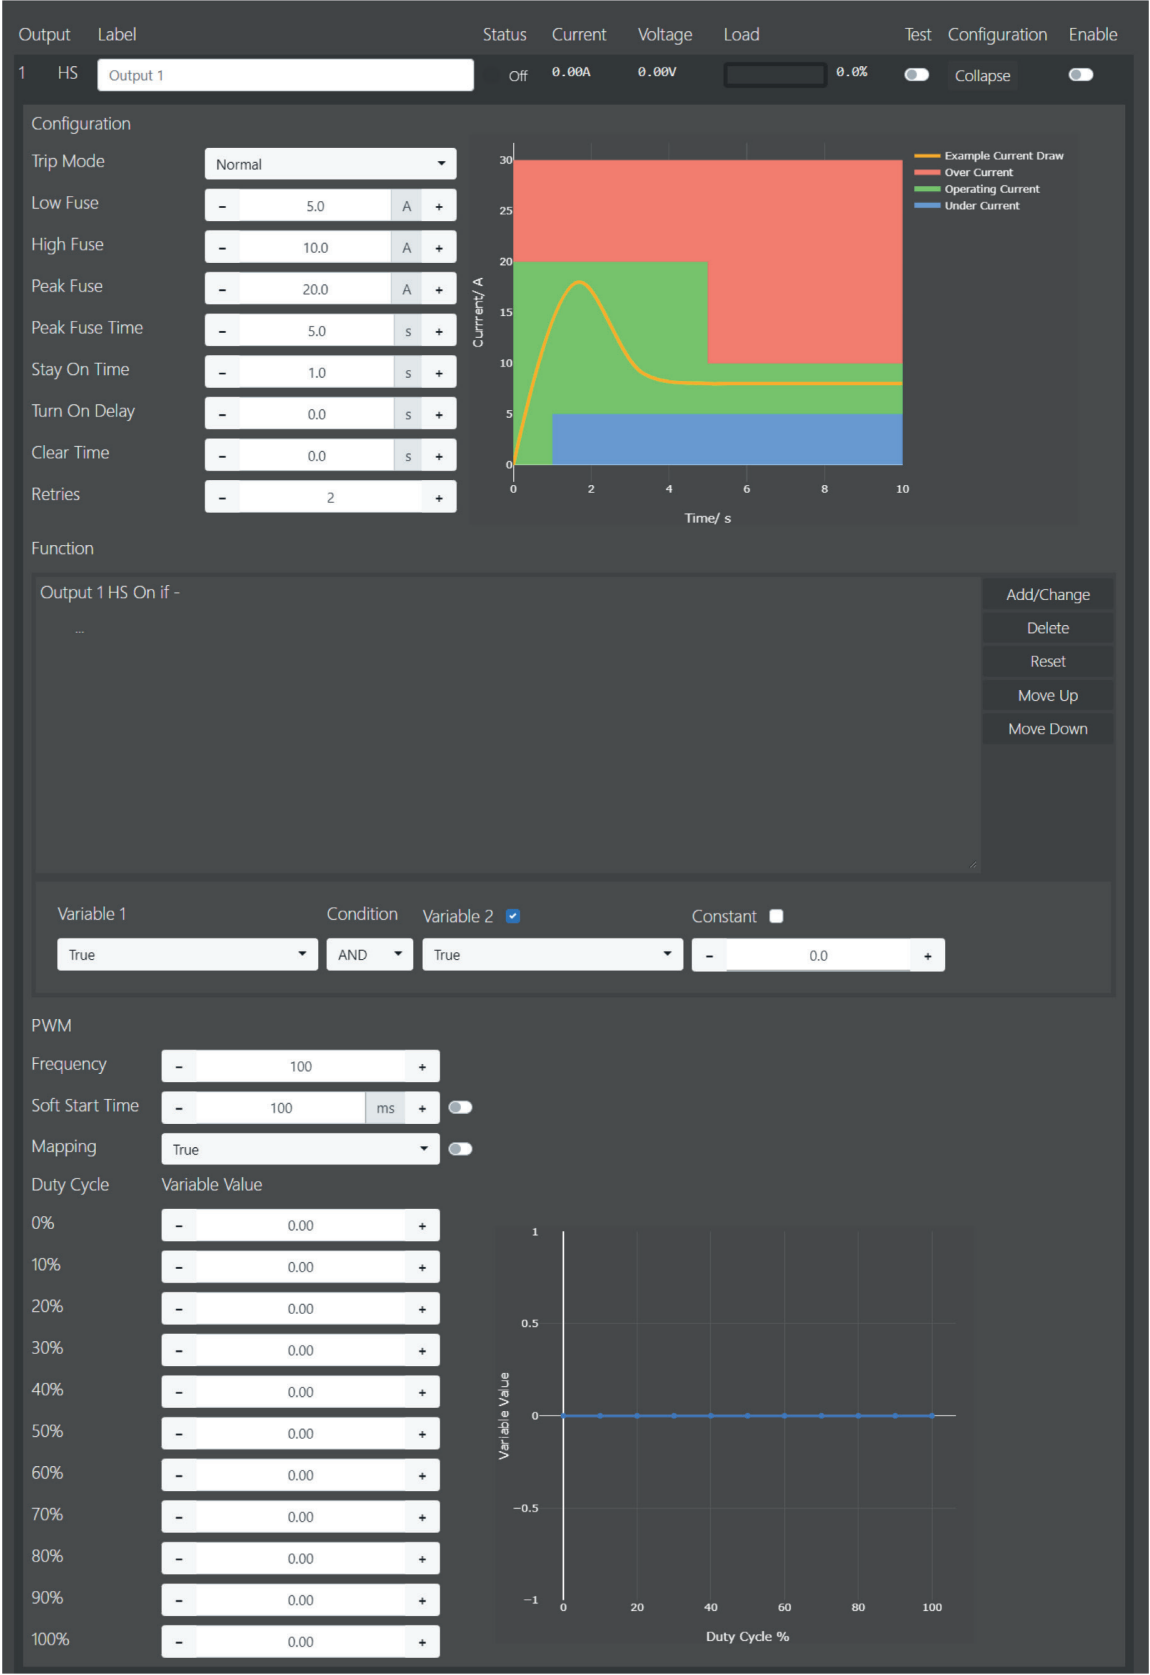 Output Label Status Current Voltage Load Test Configuration Enable
1 HS Output 1 Off 0.00A 0.00V 0.0% Collapse
Configuration
Trip Mode Normal
Low Fuse - 5.0 A +
High Fuse - 10.0 A +
Peak Fuse - 20.0 A +
Peak Fuse Time - 5.0 s +
Stay On Time - 1.0 s +
Turn On Delay - 0.0 s +
Clear Time - 0.0 s +
Retries - 2 +
Example Current Draw
Over Current
Operating Current
Under Current
30
25
20
15
10
5
0
Currrent/ A
0 2 4 6 8 10
Time/ s
Function
Output 1 HS On if -
...
Add/Change
Delete
Reset
Move Up
Move Down
Variable 1 Condition Variable 2 Constant
True AND True - 0.0 +
PWM
Frequency - 100 +
Soft Start Time - 100 ms +
Mapping True
Duty Cycle Variable Value
0% - 0.00 +
10% - 0.00 +
20% - 0.00 +
30% - 0.00 +
40% - 0.00 +
50% - 0.00 +
60% - 0.00 +
70% - 0.00 +
80% - 0.00 +
90% - 0.00 +
100% - 0.00 +
1
0.5
0
−0.5
−1
Variable Value
0 20 40 60 80 100
Duty Cycle %